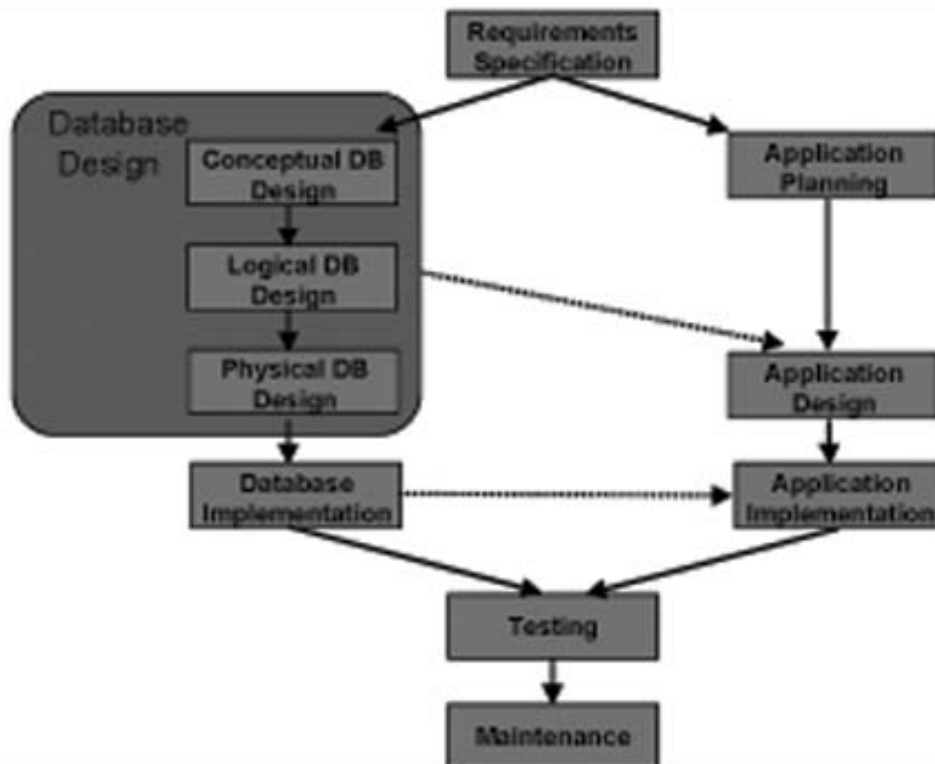 Requirements
Specification
Database
Design
Conceptual DB
Design
Application
Planning
Logical DB
Design
Physical DB
Design
Application
Design
Database
Implementation
Application
Implementation
Testing
Maintenance